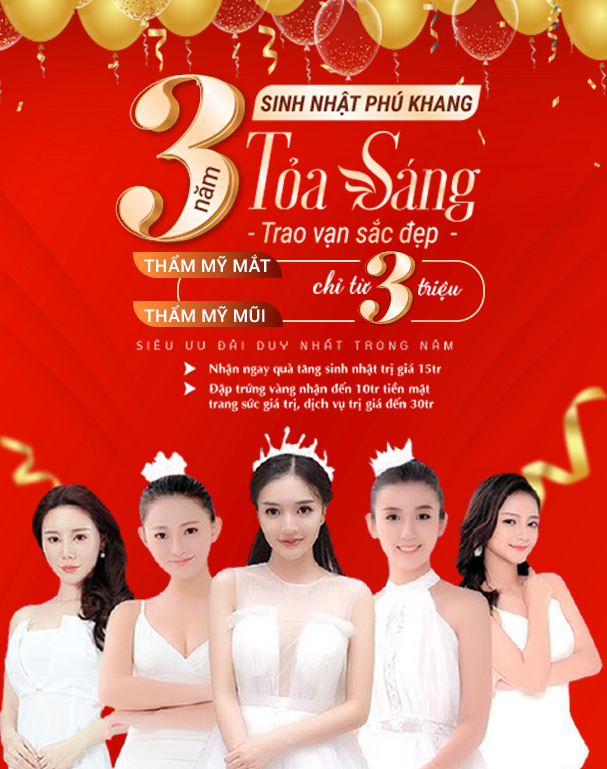 SINH NHẬT PHÚ KHANG
3 năm
Tỏa Sáng
- Trao vạn sắc đẹp -
THẨM MỸ MẮT
chỉ từ 3 triệu
THẨM MỸ MŨI
SIÊU ƯU ĐÃI DUY NHẤT TRONG NĂM
Nhận ngay quà tăng sinh nhật trị giá 15tr
Đập trứng vàng nhận đến 10tr tiền mặt
trang sức giá trị, dịch vụ trị giá đến 30tr